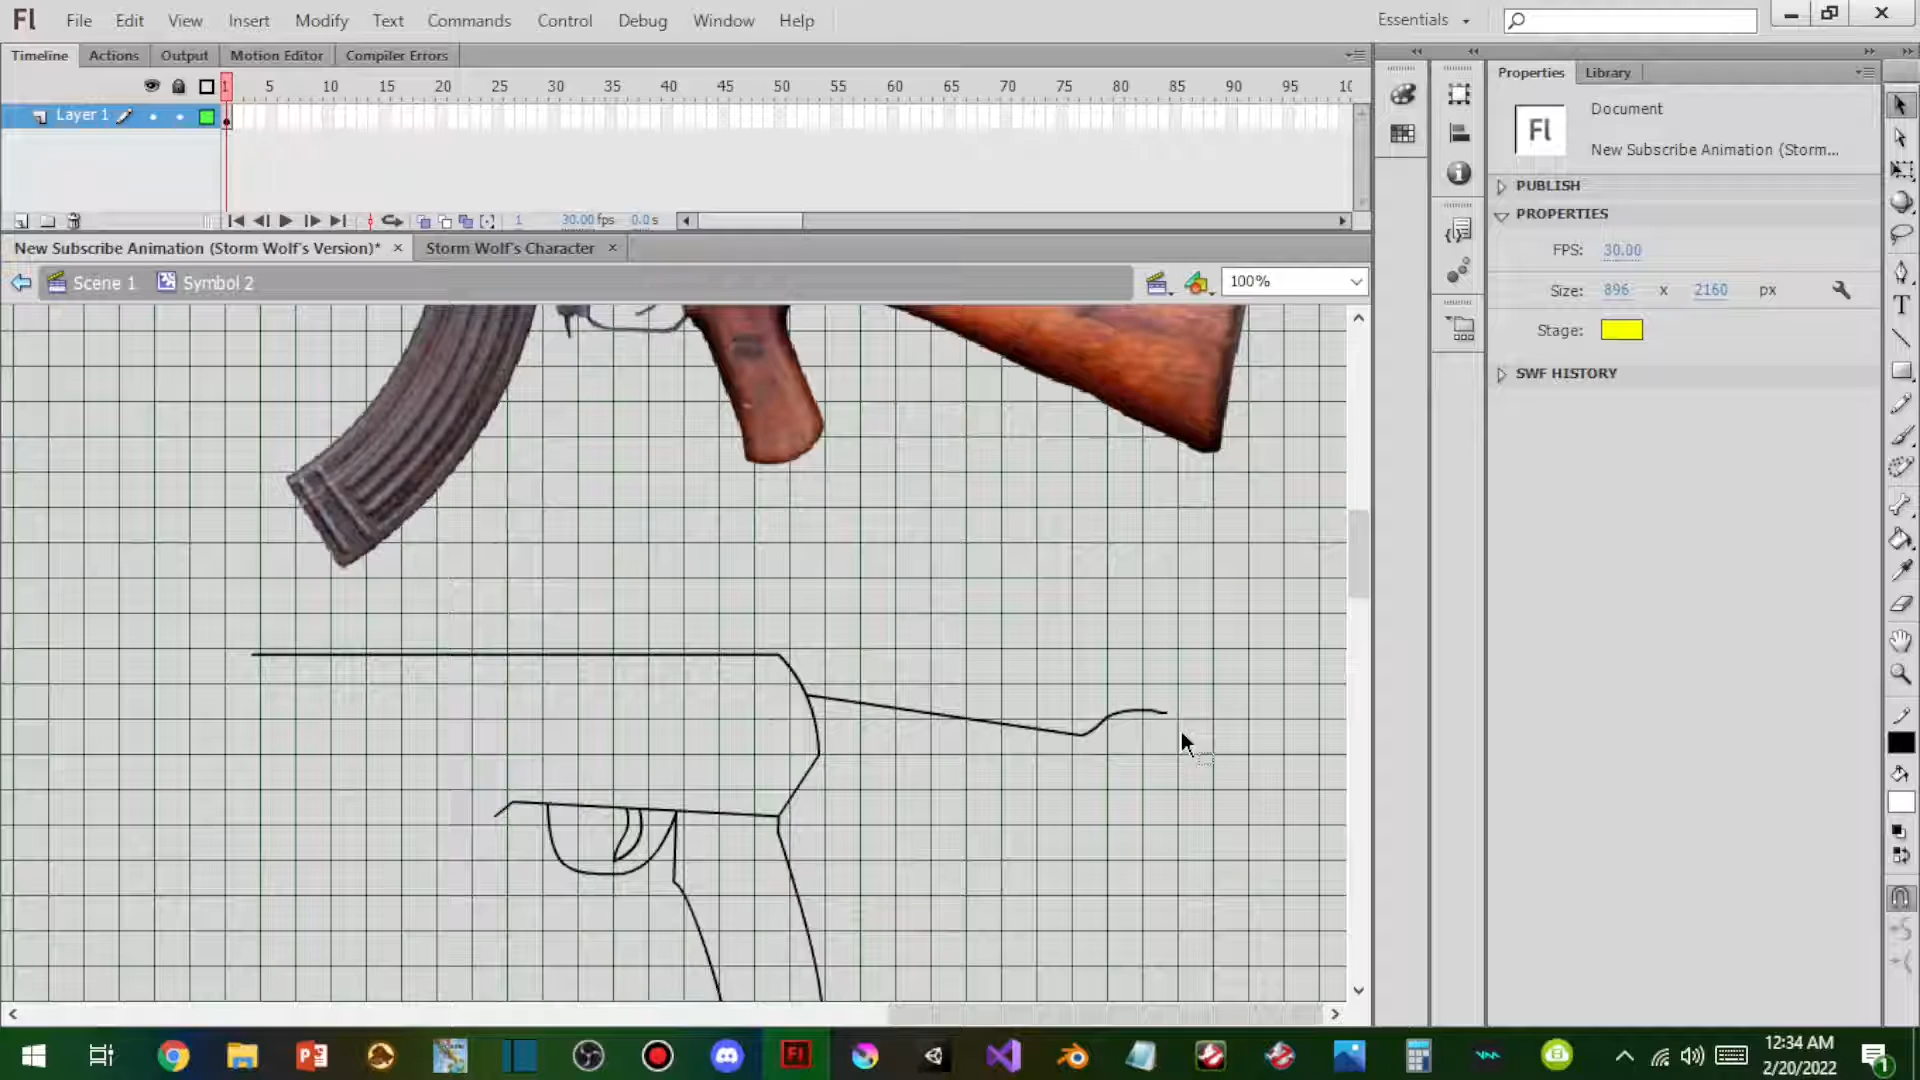 Fl File Edit View Insert Modify Text Commands Control Debug Window Help Essentials
Timeline Actions Output Motion Editor Compiler Errors
1 5 10 15 20 25 30 35 40 45 50 55 60 65 70 75 80 85 90 95 10
Layer 1
1 30.00 fps 0.0 s
New Subscribe Animation (Storm Wolf's Version)* Storm Wolf's Character
Scene 1 Symbol 2 100%
Properties Library
Fl
Document
New Subscribe Animation (Storm...
PUBLISH
PROPERTIES
FPS: 30.00
Size: 896 x 2160 px
Stage:
SWF HISTORY
T
Fl
12:34 AM
2/20/2022
1